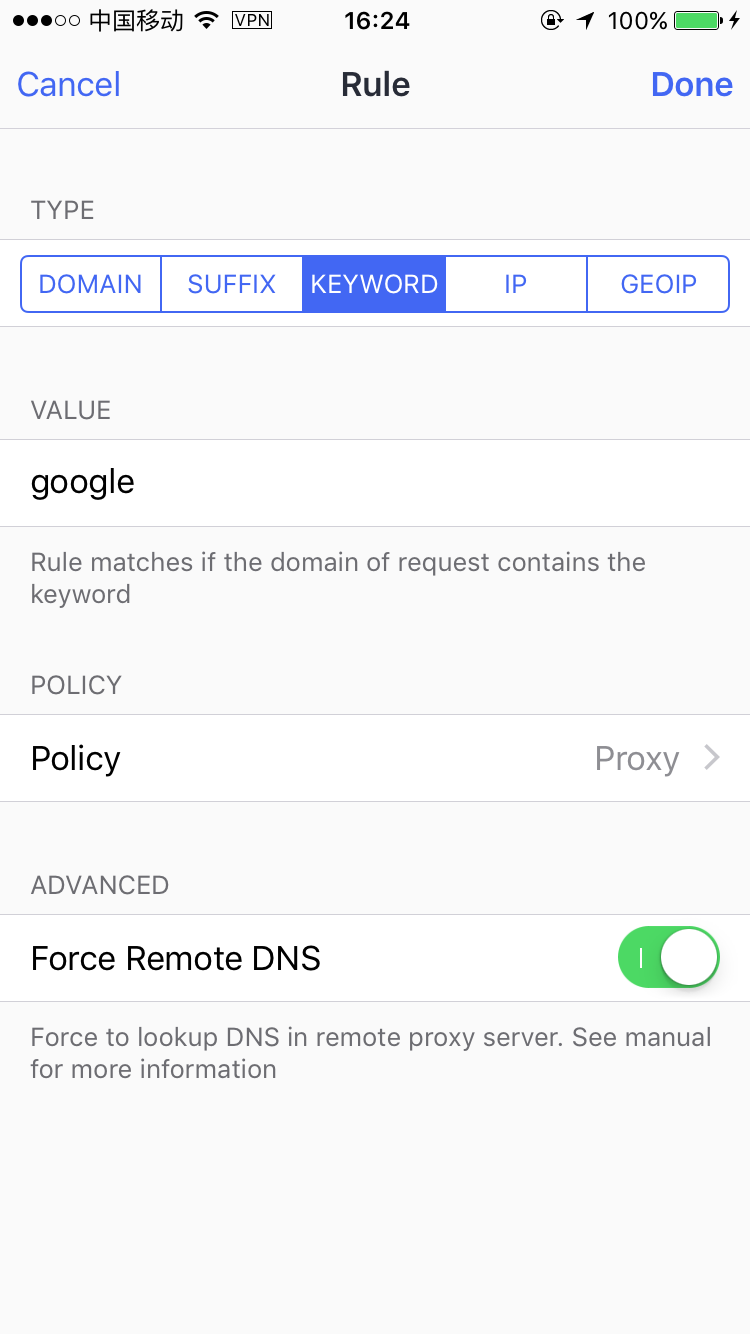 中国移动 VPN 16:24 100%
Cancel Rule Done
TYPE
DOMAIN SUFFIX KEYWORD IP GEOIP
VALUE
google
Rule matches if the domain of request contains the
keyword
POLICY
Policy Proxy
ADVANCED
Force Remote DNS
Force to lookup DNS in remote proxy server. See manual
for more information